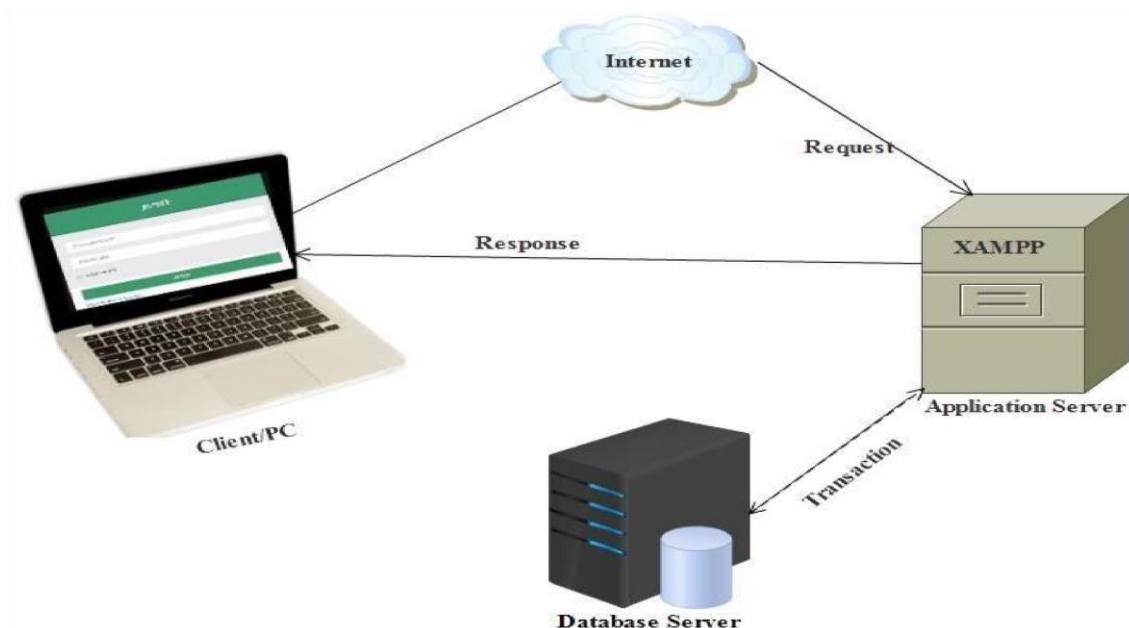 Internet
Request
Response
XAMPP
Application Server
Client/PC
Transaction
Database Server